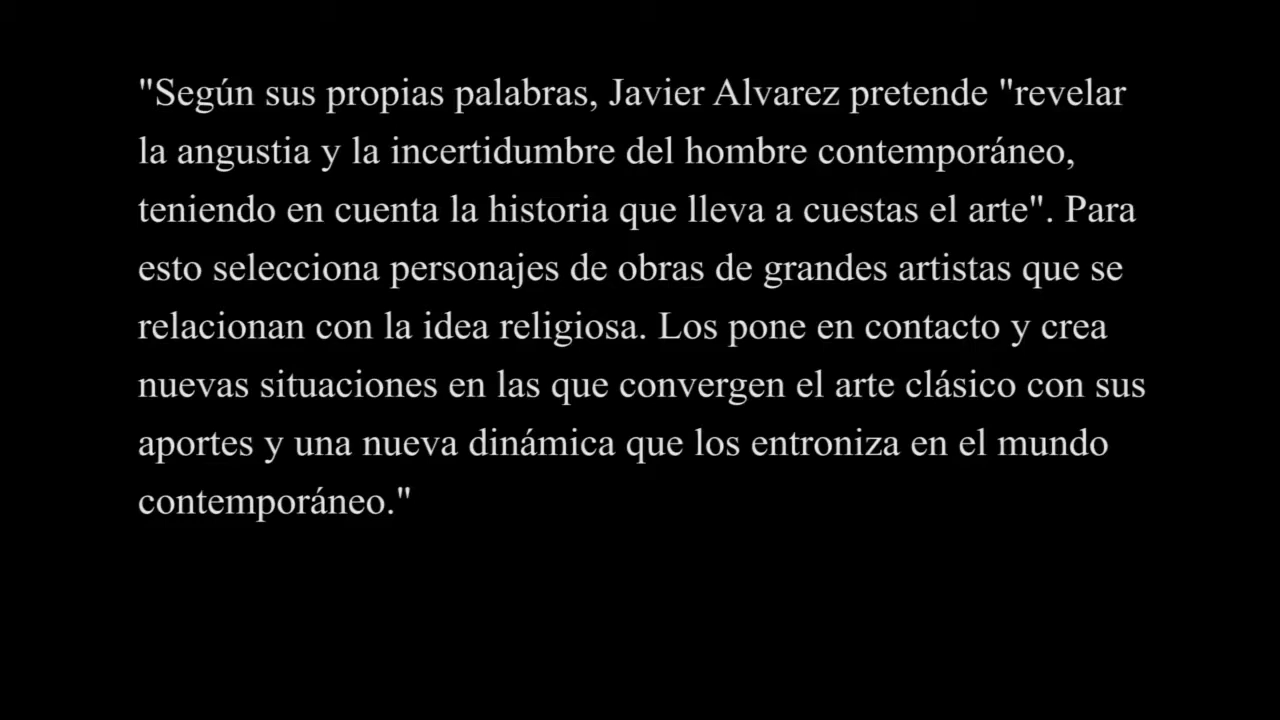 "Según sus propias palabras, Javier Alvarez pretende "revelar
la angustia y la incertidumbre del hombre contemporáneo,
teniendo en cuenta la historia que lleva a cuestas el arte". Para
esto selecciona personajes de obras de grandes artistas que se
relacionan con la idea religiosa. Los pone en contacto y crea
nuevas situaciones en las que convergen el arte clásico con sus
aportes y una nueva dinámica que los entroniza en el mundo
contemporáneo."